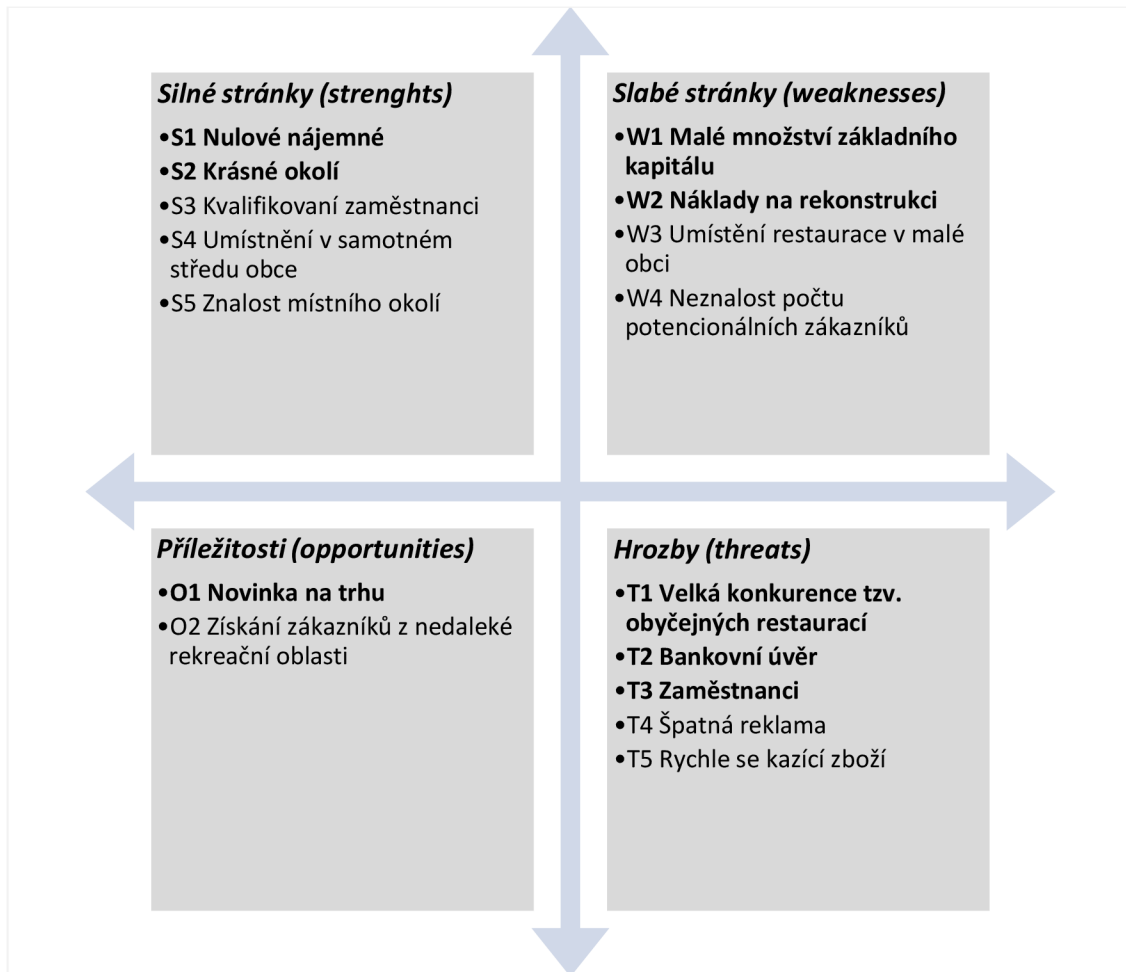 Silné stránky (strenghts)
•S1 Nulové nájemné
•S2 Krásné okolí
•S3 Kvalifikovaní zaměstnanci
•S4 Umístnění v samotném
středu obce
•S5 Znalost místního okolí
Slabé stránky (weaknesses)
•W1 Malé množství základního
kapitálu
•W2 Náklady na rekonstrukci
•W3 Umístění restaurace v malé
obci
•W4 Neznalost počtu
potencionálních zákazníků
Příležitosti (opportunities)
•O1 Novinka na trhu
•O2 Získání zákazníků z nedaleké
rekreační oblasti
Hrozby (threats)
•T1 Velká konkurence tzv.
obyčejných restaurací
•T2 Bankovní úvěr
•T3 Zaměstnanci
•T4 Špatná reklama
•T5 Rychle se kazící zboží